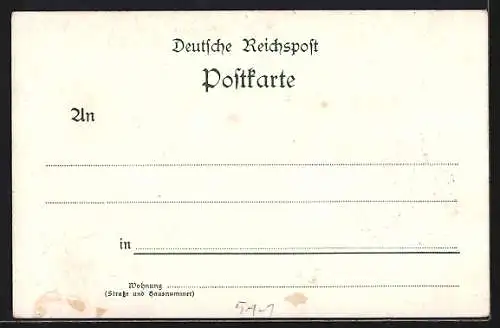 Deutsche Reichspost
Postkarte
An
in
Wohnung
(Straße und Hausnummer)